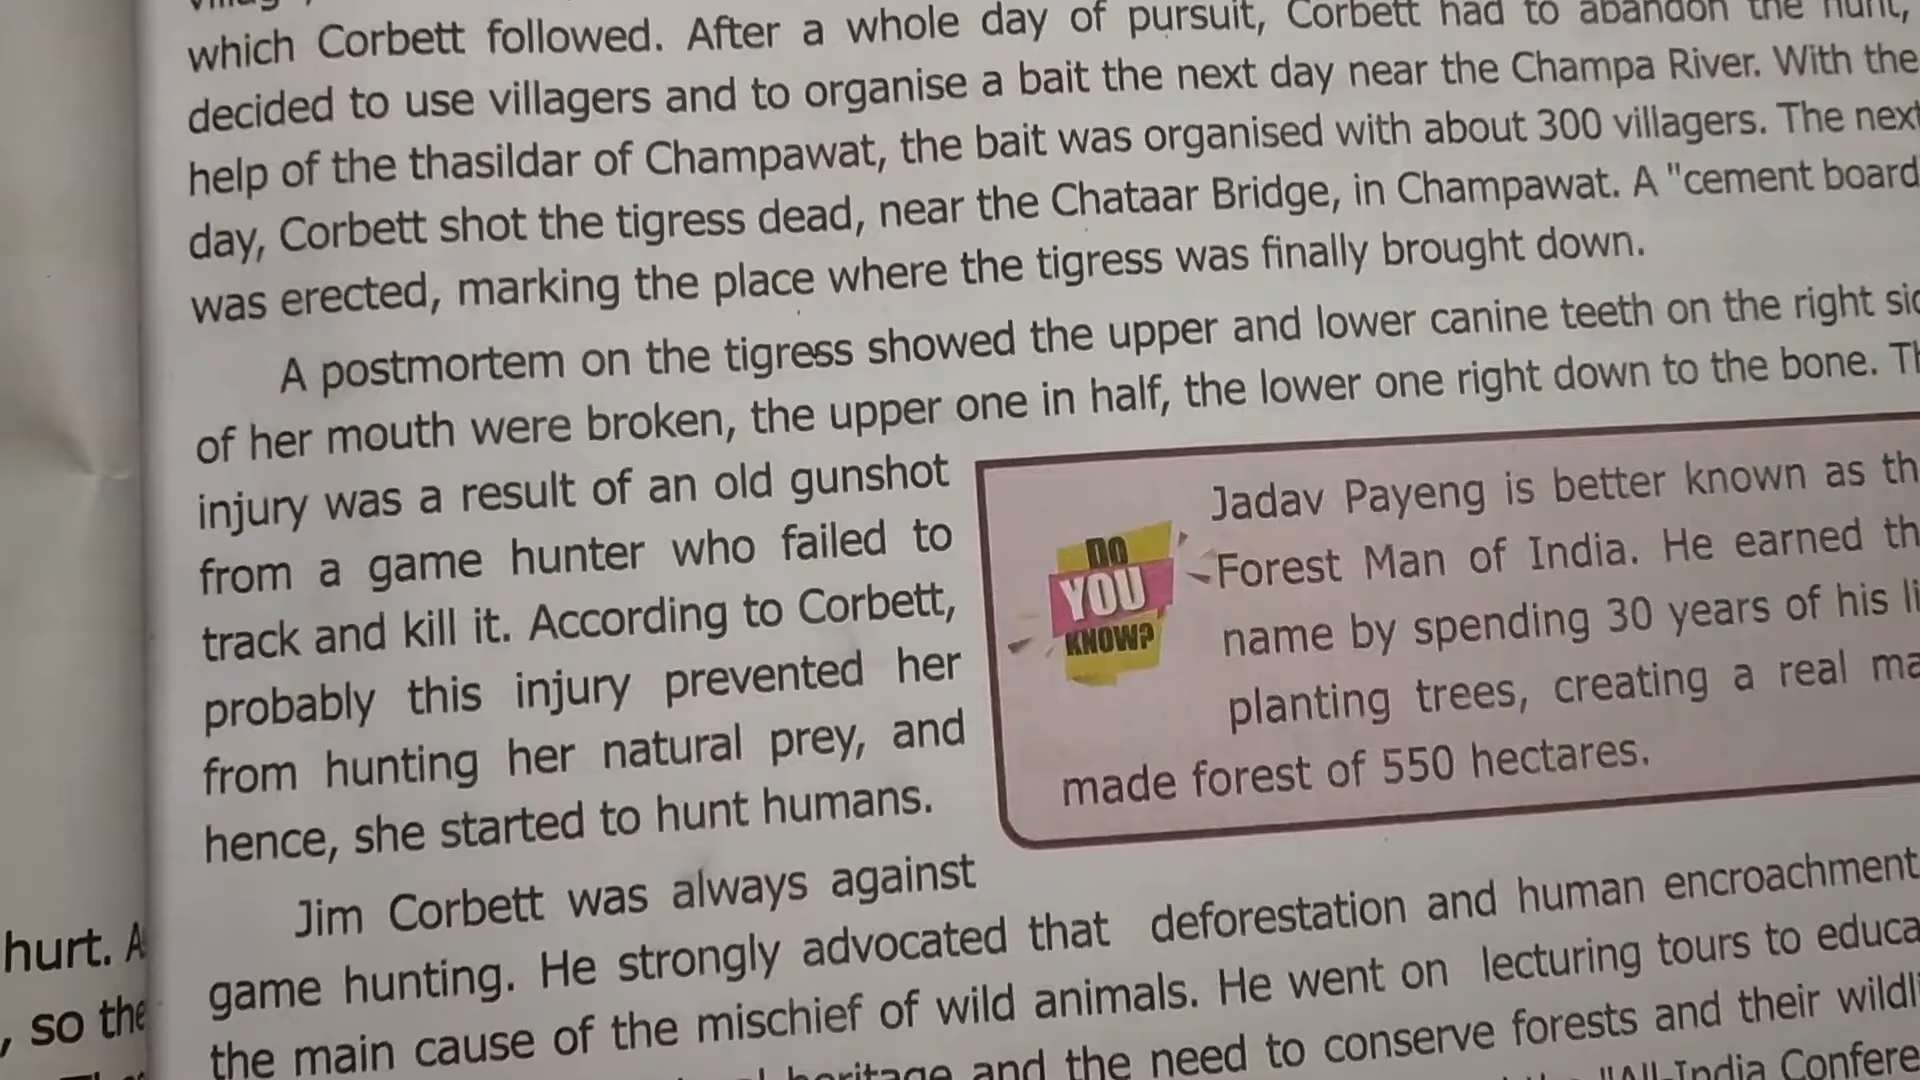 which Corbett followed. After a whole day of pursuit, Corbett had to abandon the hunt,
decided to use villagers and to organise a bait the next day near the Champa River. With the
help of the thasildar of Champawat, the bait was organised with about 300 villagers. The next
day, Corbett shot the tigress dead, near the Chataar Bridge, in Champawat. A "cement board
was erected, marking the place where the tigress was finally brought down.
A postmortem on the tigress showed the upper and lower canine teeth on the right
of her mouth were broken, the upper one in half, the lower one right down to the bone.
injury was a result of an old gunshot
from a game hunter who failed to
track and kill it. According to Corbett,
probably this injury prevented her
from hunting her natural prey, and
hence, she started to hunt humans.
DO
YOU
KNOW?
Jadav Payeng is better known as
Forest Man of India. He earned
name by spending 30 years of his
planting trees, creating a real
made forest of 550 hectares.
Jim Corbett was always against
game hunting. He strongly advocated that deforestation and human encroachment
the main cause of the mischief of wild animals. He went on lecturing tours to
heritage and the need to conserve forests and their
"All-India
hurt.
, so the